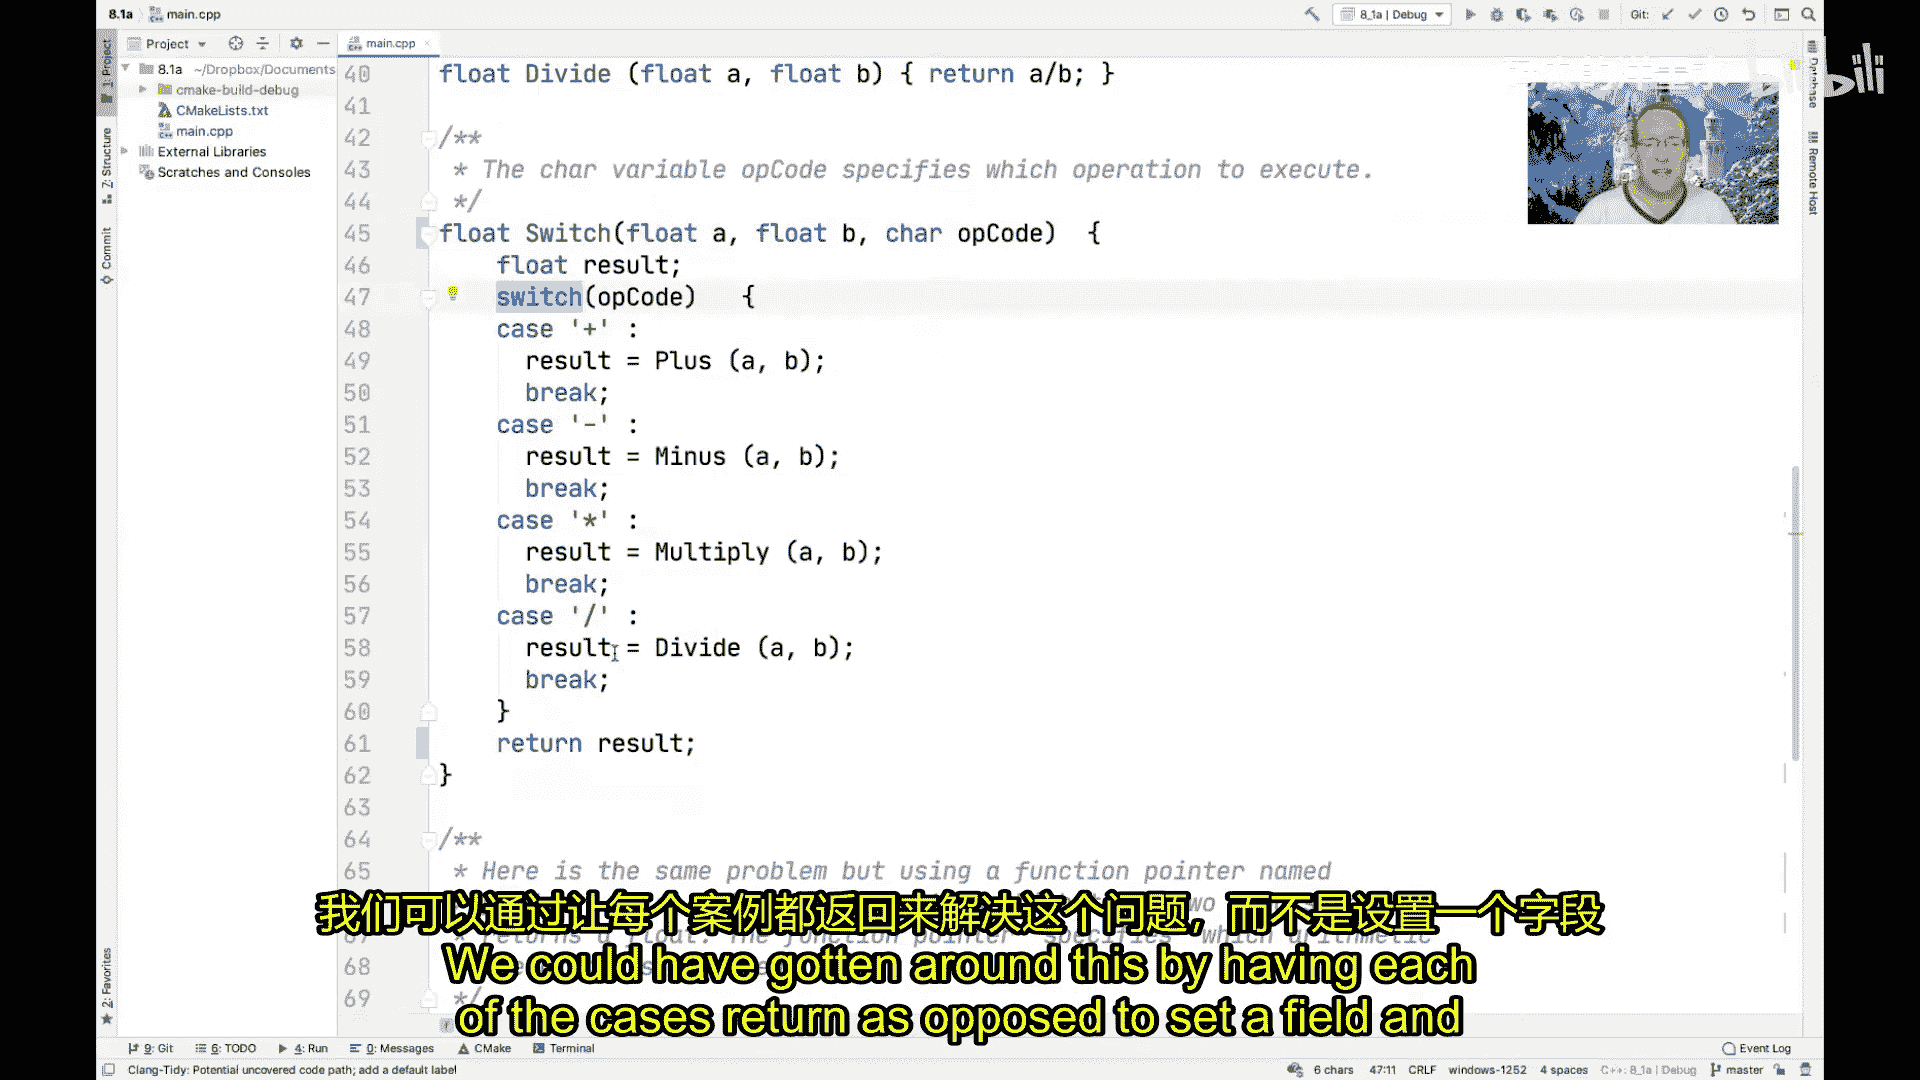 8.1a
main.cpp
8_1a | Debug
Git:
Project
main.cpp
1: Project
8.1a ~/Dropbox/Documents
cmake-build-debug
CMakeLists.txt
main.cpp
External Libraries
Scratches and Consoles
Z: Structure
Commit
2: Favorites
Database
Remote Host
bilibili
40 float Divide (float a, float b) { return a/b; }
41
42 /**
43 * The char variable opCode specifies which operation to execute.
44 */
45 float Switch(float a, float b, char opCode) {
46 float result;
47 switch(opCode) {
48 case '+' :
49 result = Plus (a, b);
50 break;
51 case '-' :
52 result = Minus (a, b);
53 break;
54 case '*' :
55 result = Multiply (a, b);
56 break;
57 case '/' :
58 result = Divide (a, b);
59 break;
60 }
61 return result;
62 }
63
64 /**
65 * Here is the same problem but using a function pointer named
我们可以通过让每个案例都返回来解决这个问题，而不是设置一个字段
68
We could have gotten around this by having each
69 */
of the cases return as opposed to set a field and
9: Git
6: TODO
4: Run
0: Messages
CMake
Terminal
Event Log
Clang-Tidy: Potential uncovered code path; add a default label
6 chars 47:11 CRLF windows-1252 4 spaces C++: 8_1a | Debug master